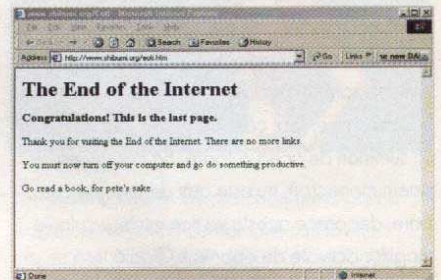 Search Favorites History
Address http://www.shibumi.org/eoti.htm Go Links
The End of the Internet
Congratulations! This is the last page.
Thank you for visiting the End of the Internet. There are no more links.
You must now turn off your computer and go do something productive.
Go read a book, for pete's sake.
Done Internet